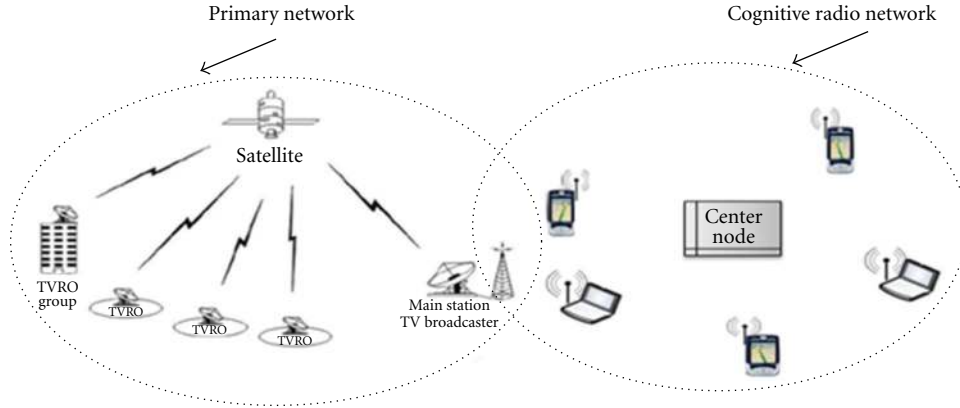 Primary network
Cognitive radio network
Satellite
Center
node
TVRO
group
TVRO
TVRO
TVRO
Main station
TV broadcaster